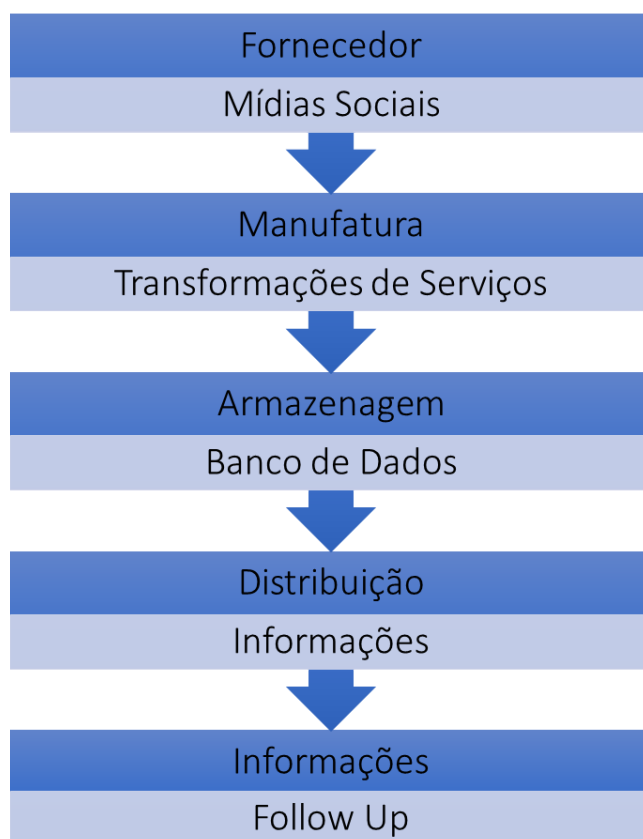 Fornecedor
Mídias Sociais
Manufatura
Transformações de Serviços
Armazenagem
Banco de Dados
Distribuição
Informações
Informações
Follow Up